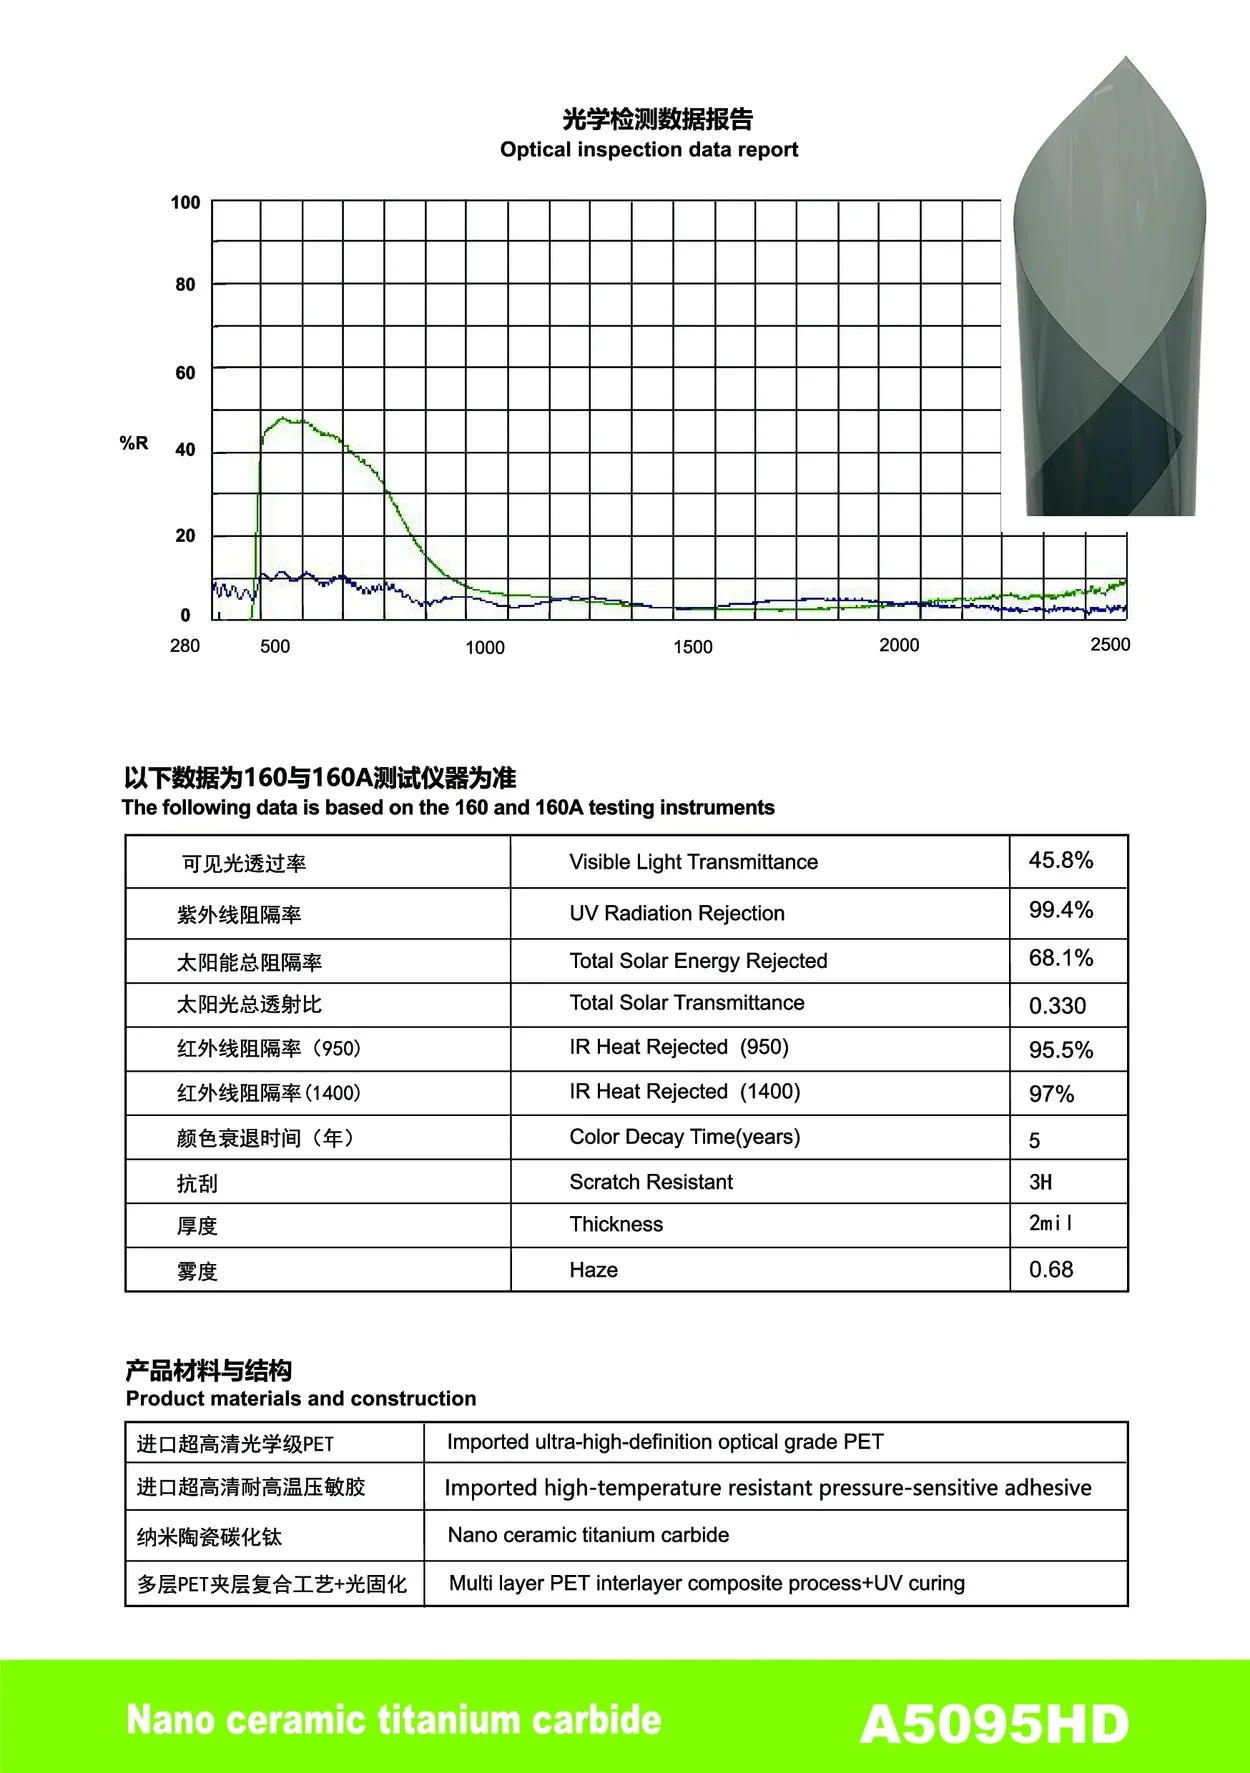 光学检测数据报告
Optical inspection data report
100
80
60
%R
40
20
0
280 500 1000 1500 2000 2500
以下数据为160与160A测试仪器为准
The following data is based on the 160 and 160A testing instruments
可见光透过率 Visible Light Transmittance 45.8%
紫外线阻隔率 UV Radiation Rejection 99.4%
太阳能总阻隔率 Total Solar Energy Rejected 68.1%
太阳光总透射比 Total Solar Transmittance 0.330
红外线阻隔率（950） IR Heat Rejected (950) 95.5%
红外线阻隔率(1400) IR Heat Rejected (1400) 97%
颜色衰退时间（年） Color Decay Time(years) 5
抗刮 Scratch Resistant 3H
厚度 Thickness 2mil
雾度 Haze 0.68
产品材料与结构
Product materials and construction
进口超高清光学级PET Imported ultra-high-definition optical grade PET
进口超高清耐高温压敏胶 Imported high-temperature resistant pressure-sensitive adhesive
纳米陶瓷碳化钛 Nano ceramic titanium carbide
多层PET夹层复合工艺+光固化 Multi layer PET interlayer composite process+UV curing
Nano ceramic titanium carbide A5095HD